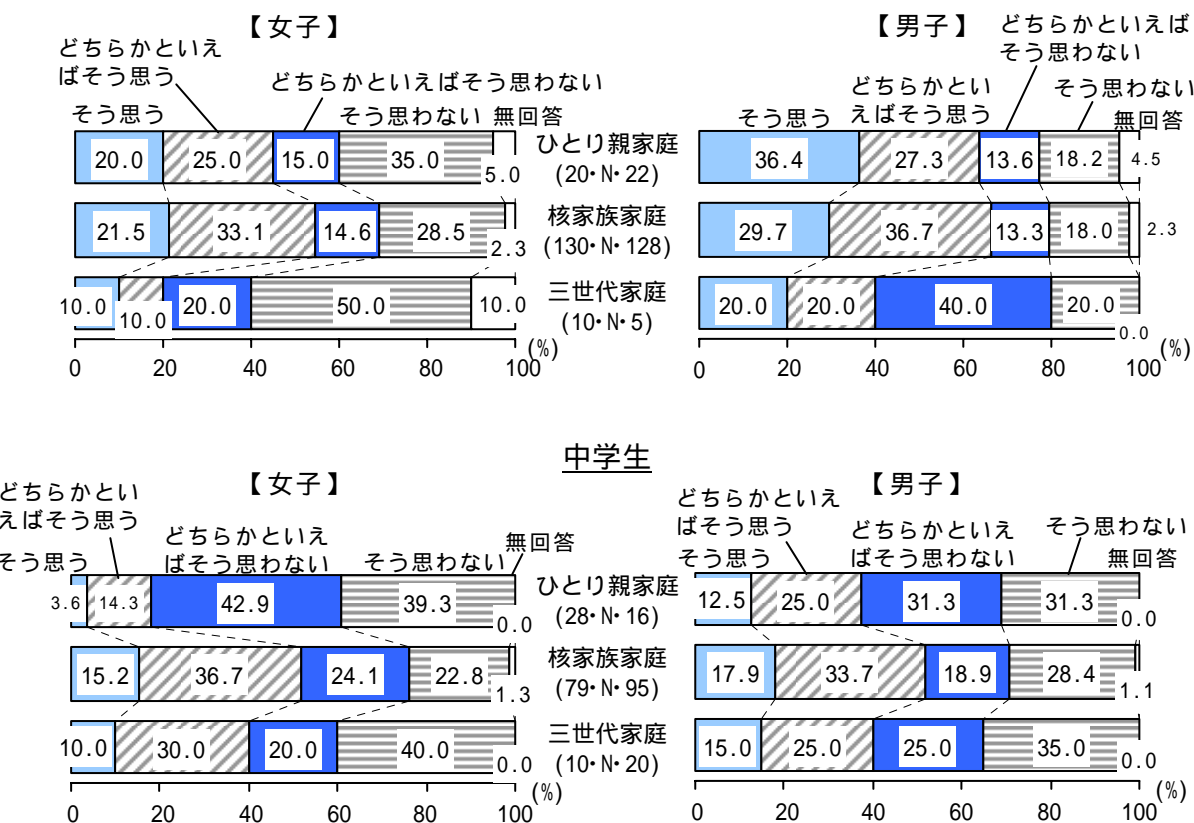 【女子】
どちらかといえ
ばそう思う
どちらかといえばそう思わない
そう思う
そう思わない
無回答
20.0 25.0 15.0 35.0 5.0
21.5 33.1 14.6 28.5 2.3
10.0 10.0 20.0 50.0 10.0
0 20 40 60 80 100
(%)
ひとり親家庭
(20・N・22)
核家族家庭
(130・N・128)
三世代家庭
(10・N・5)
【男子】
どちらかといえば
そう思わない
どちらかとい
えばそう思う
そう思わない
そう思う
無回答
36.4 27.3 13.6 18.2 4.5
29.7 36.7 13.3 18.0 2.3
20.0 20.0 40.0 20.0 0.0
0 20 40 60 80 100
(%)
中学生
【女子】
どちらかとい
えばそう思う
どちらかといえ
ばそう思わない
そう思う
そう思わない
無回答
3.6 14.3 42.9 39.3 0.0
15.2 36.7 24.1 22.8 1.3
10.0 30.0 20.0 40.0 0.0
0 20 40 60 80 100
(%)
ひとり親家庭
(28・N・16)
核家族家庭
(79・N・95)
三世代家庭
(10・N・20)
【男子】
どちらかといえ
ばそう思う
どちらかといえ
ばそう思わない
そう思う
そう思わない
無回答
12.5 25.0 31.3 31.3 0.0
17.9 33.7 18.9 28.4 1.1
15.0 25.0 25.0 35.0 0.0
0 20 40 60 80 100
(%)